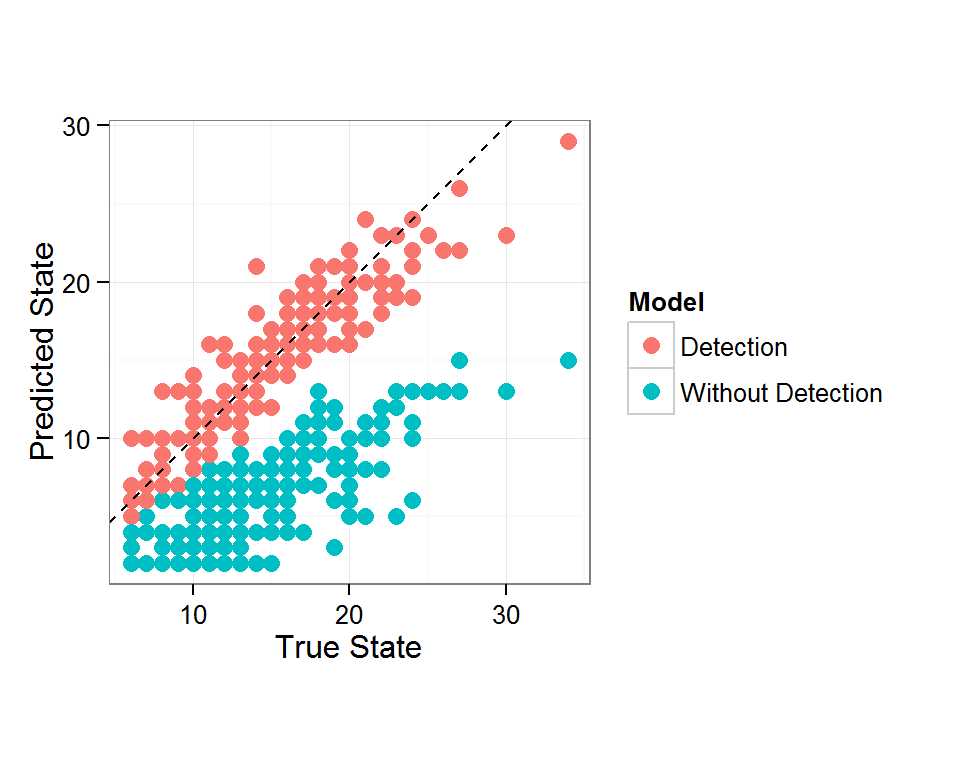 30
20
10
Predicted State
10 20 30
True State
Model
Detection
Without Detection